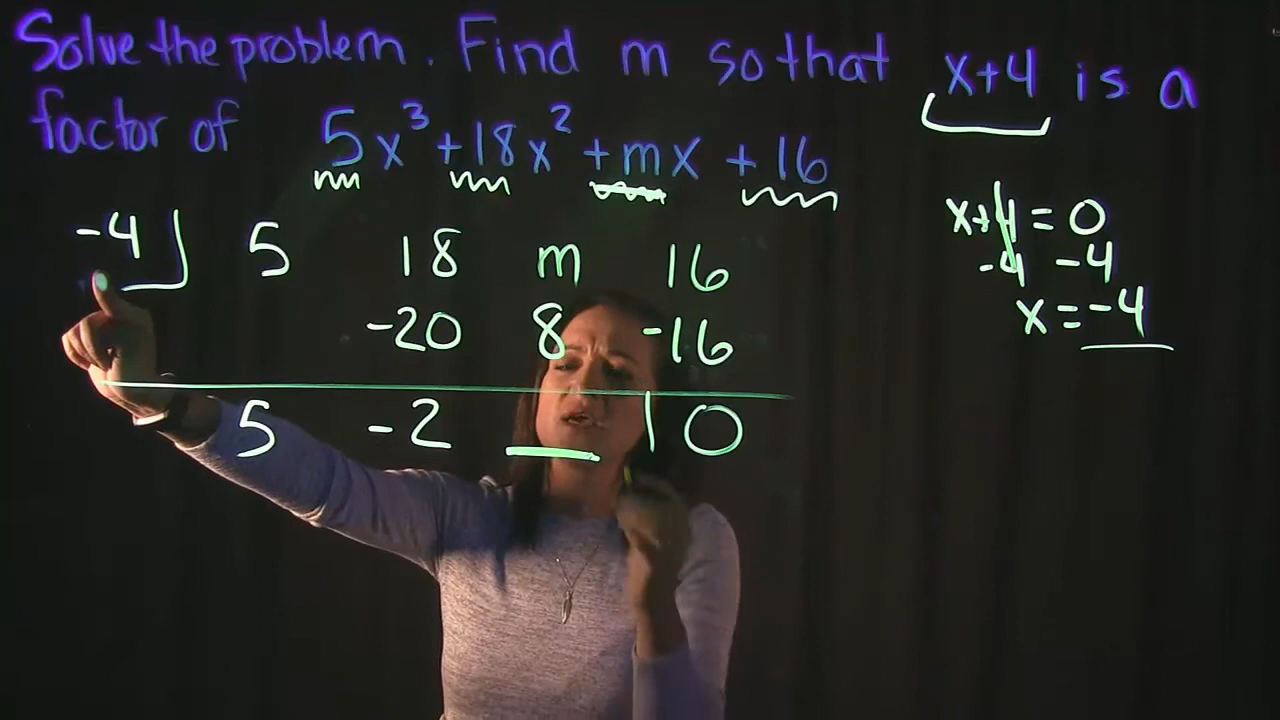 Solve the problem. Find m so that x+4 is a
factor of 5x³ +18x² +mx +16
x+4 = 0
-4 -4
x = -4
-4 5 18 m 16
-20 8 -16
5 -2 0